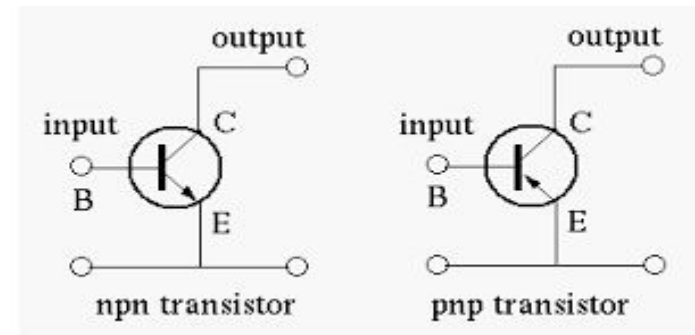 output
output
input
C
input
C
B
E
B
E
npn transistor
pnp transistor